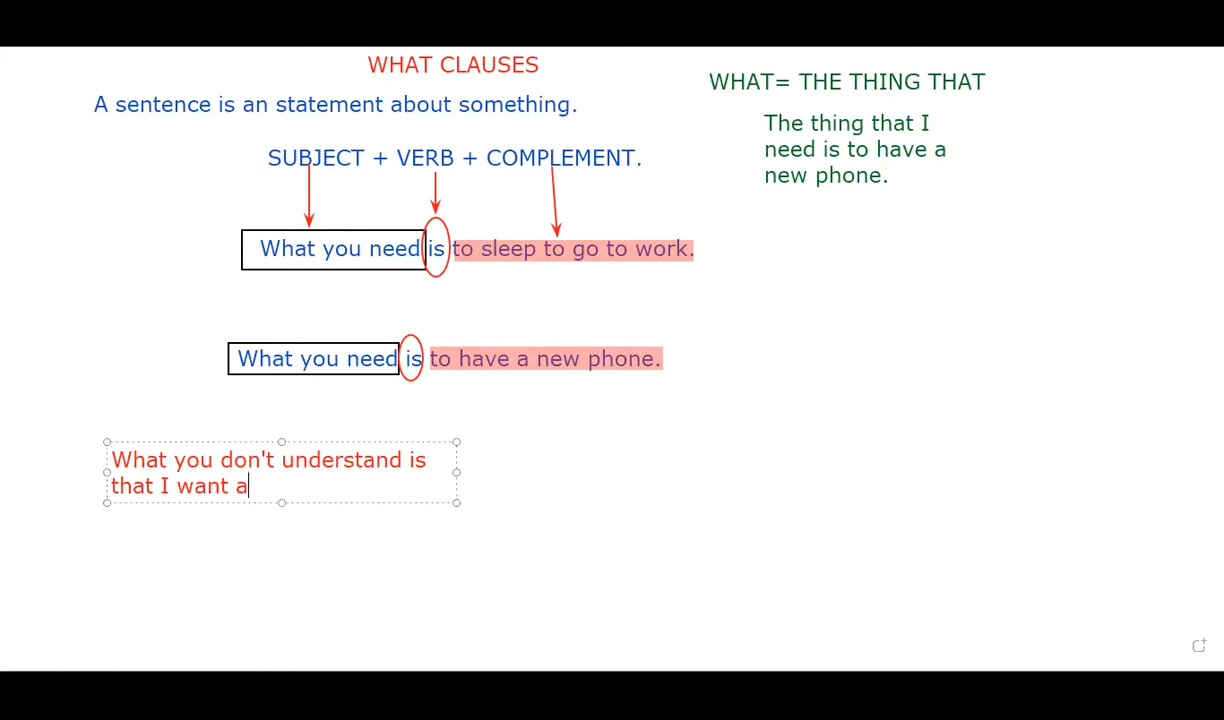 WHAT CLAUSES
A sentence is an statement about something.
SUBJECT + VERB + COMPLEMENT.
What you need is to sleep to go to work.
What you need is to have a new phone.
What you don't understand is
that I want a
WHAT= THE THING THAT
The thing that I
need is to have a
new phone.